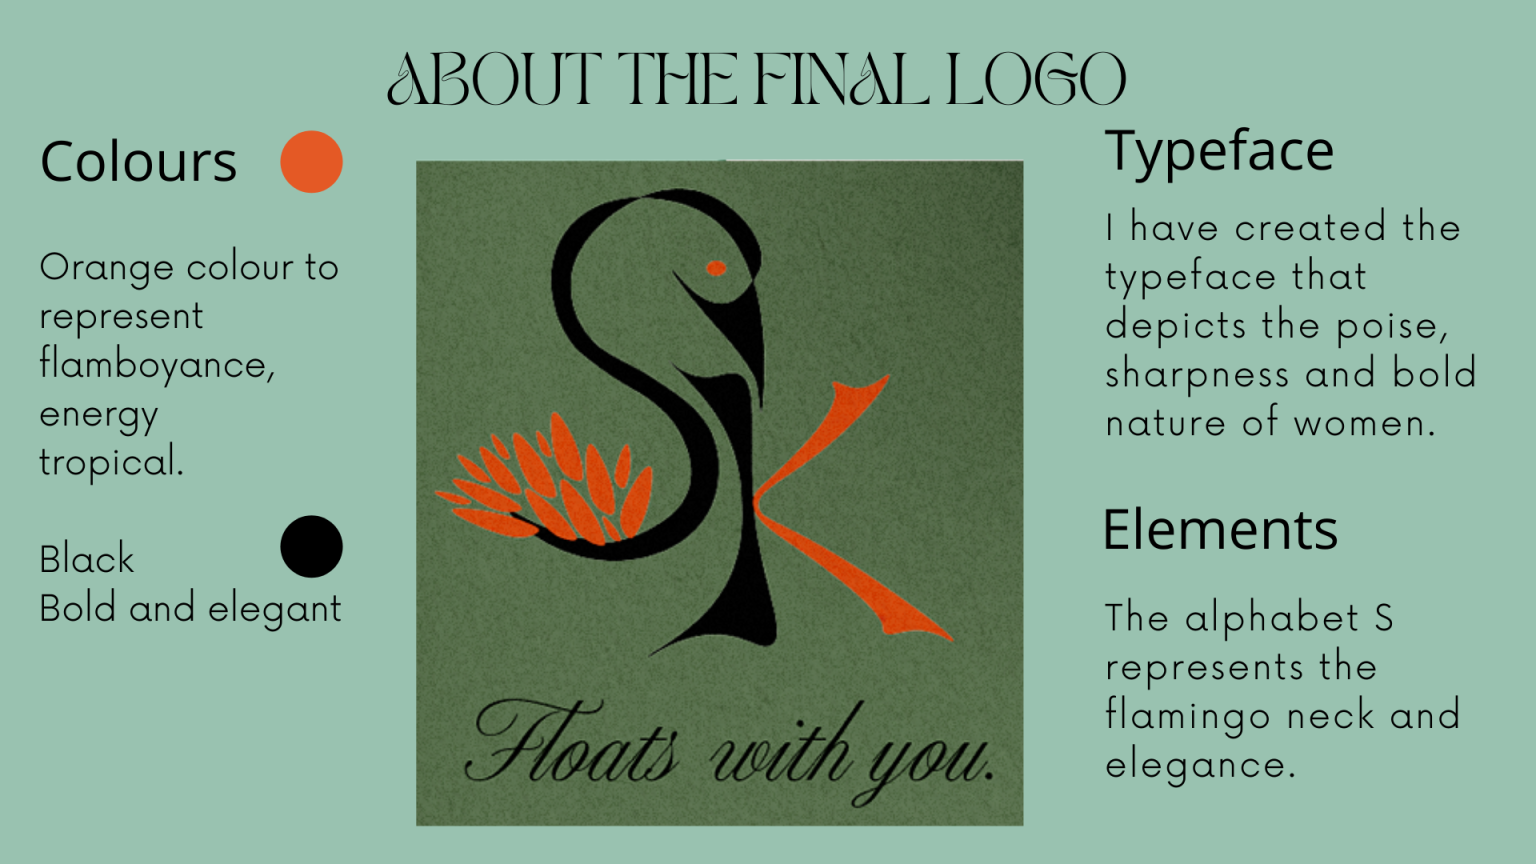 ABOUT THE FINAL LOGO
Colours
Orange colour to
represent
flamboyance,
energy
tropical.
Black
Bold and elegant
SK
Floats with you.
Typeface
I have created the
typeface that
depicts the poise,
sharpness and bold
nature of women.
Elements
The alphabet S
represents the
flamingo neck and
elegance.